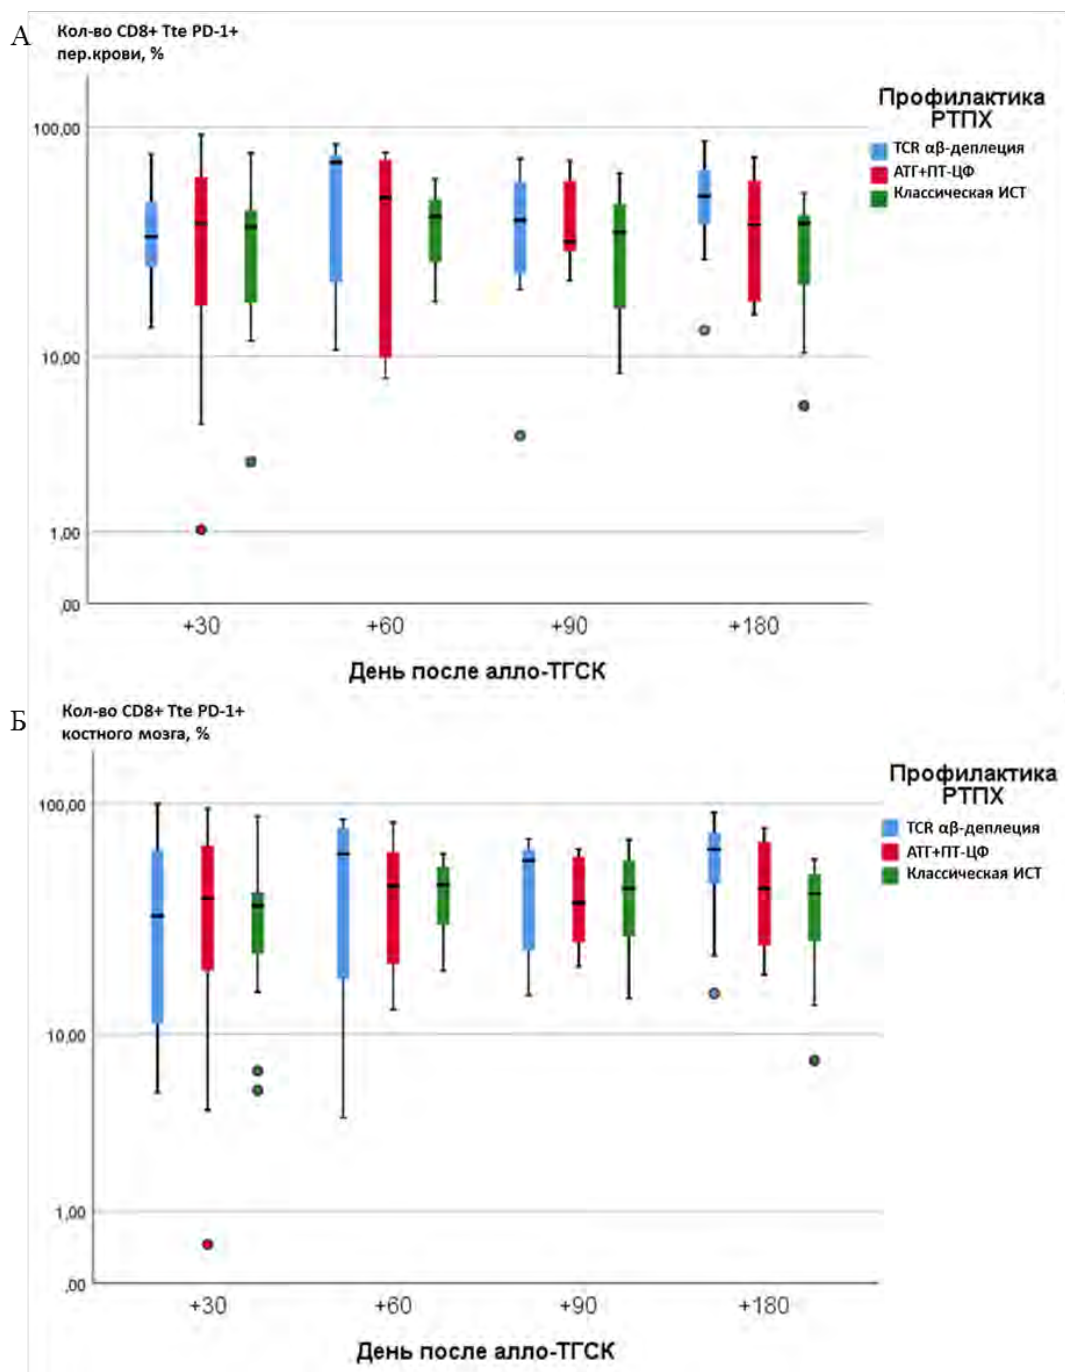 А
Кол-во CD8+ Tte PD-1+
пер.крови, %
Профилактика
РТПХ
TCR αβ-деплеция
АТГ+ПТ-ЦФ
Классическая ИСТ
100,00
10,00
1,00
,00
+30 +60 +90 +180
День после алло-ТГСК
Б
Кол-во CD8+ Tte PD-1+
костного мозга, %
Профилактика
РТПХ
TCR αβ-деплеция
АТГ+ПТ-ЦФ
Классическая ИСТ
100,00
10,00
1,00
,00
+30 +60 +90 +180
День после алло-ТГСК